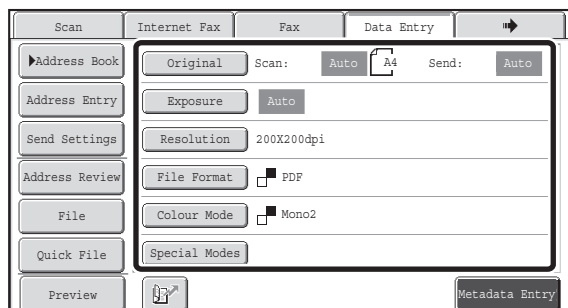 Scan Internet Fax Fax Data Entry
Address Book Original Scan: Auto A4 Send: Auto
Address Entry Exposure Auto
Send Settings Resolution 200X200dpi
Address Review File Format PDF
File Colour Mode Mono2
Quick File Special Modes
Preview Metadata Entry